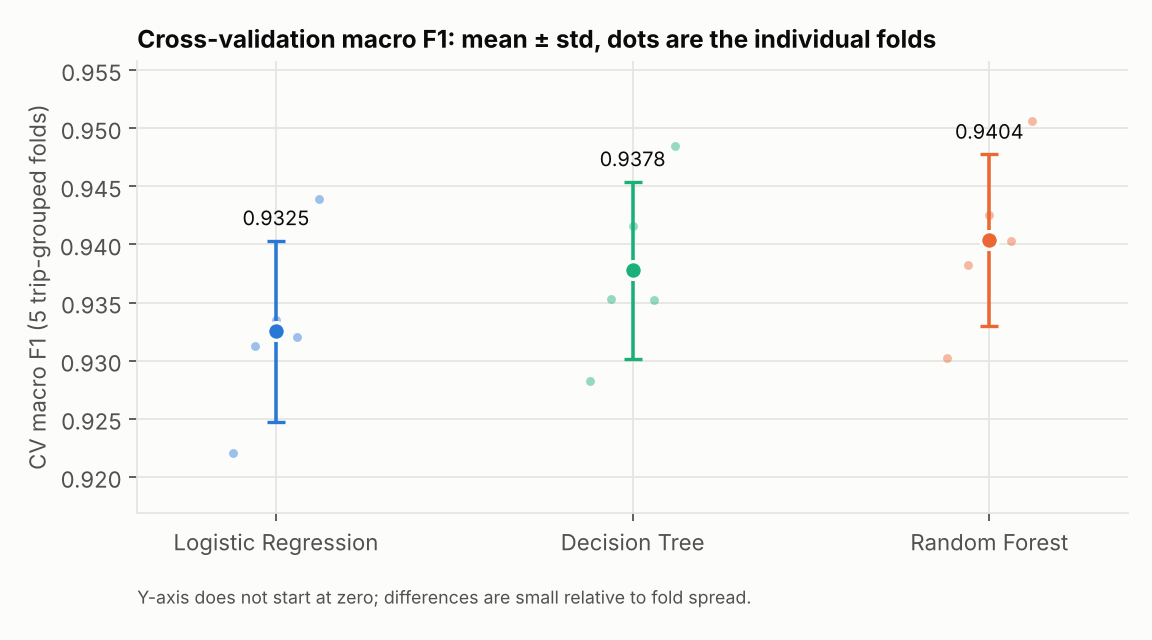 Cross-validation macro F1: mean ± std, dots are the individual folds
CV macro F1 (5 trip-grouped folds)
0.955
0.950
0.945
0.940
0.935
0.930
0.925
0.920
0.9325
0.9378
0.9404
Logistic Regression
Decision Tree
Random Forest
Y-axis does not start at zero; differences are small relative to fold spread.